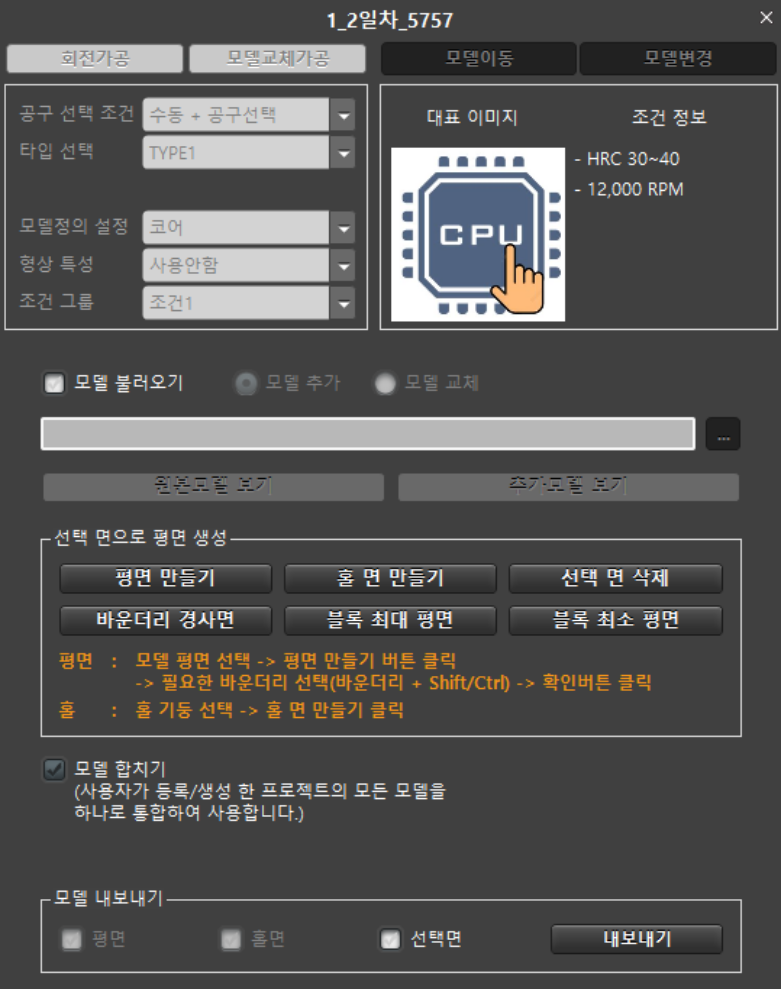 1_2일차_5757
×
회전가공 모델교체가공 모델이동 모델변경
공구 선택 조건 수동 + 공구선택
타입 선택 TYPE1
모델정의 설정 코어
형상 특성 사용안함
조건 그룹 조건1
대표 이미지 조건 정보
CPU
- HRC 30~40
- 12,000 RPM
모델 불러오기 모델 추가 모델 교체
...
원본모델 보기 추가모델 보기
선택 면으로 평면 생성
평면 만들기 홀 면 만들기 선택 면 삭제
바운더리 경사면 블록 최대 평면 블록 최소 평면
평면 : 모델 평면 선택 -> 평면 만들기 버튼 클릭
-> 필요한 바운더리 선택(바운더리 + Shift/Ctrl) -> 확인버튼 클릭
홀 : 홀 기둥 선택 -> 홀 면 만들기 클릭
모델 합치기
(사용자가 등록/생성 한 프로젝트의 모든 모델을
하나로 통합하여 사용합니다.)
모델 내보내기
평면 홀면 선택면 내보내기